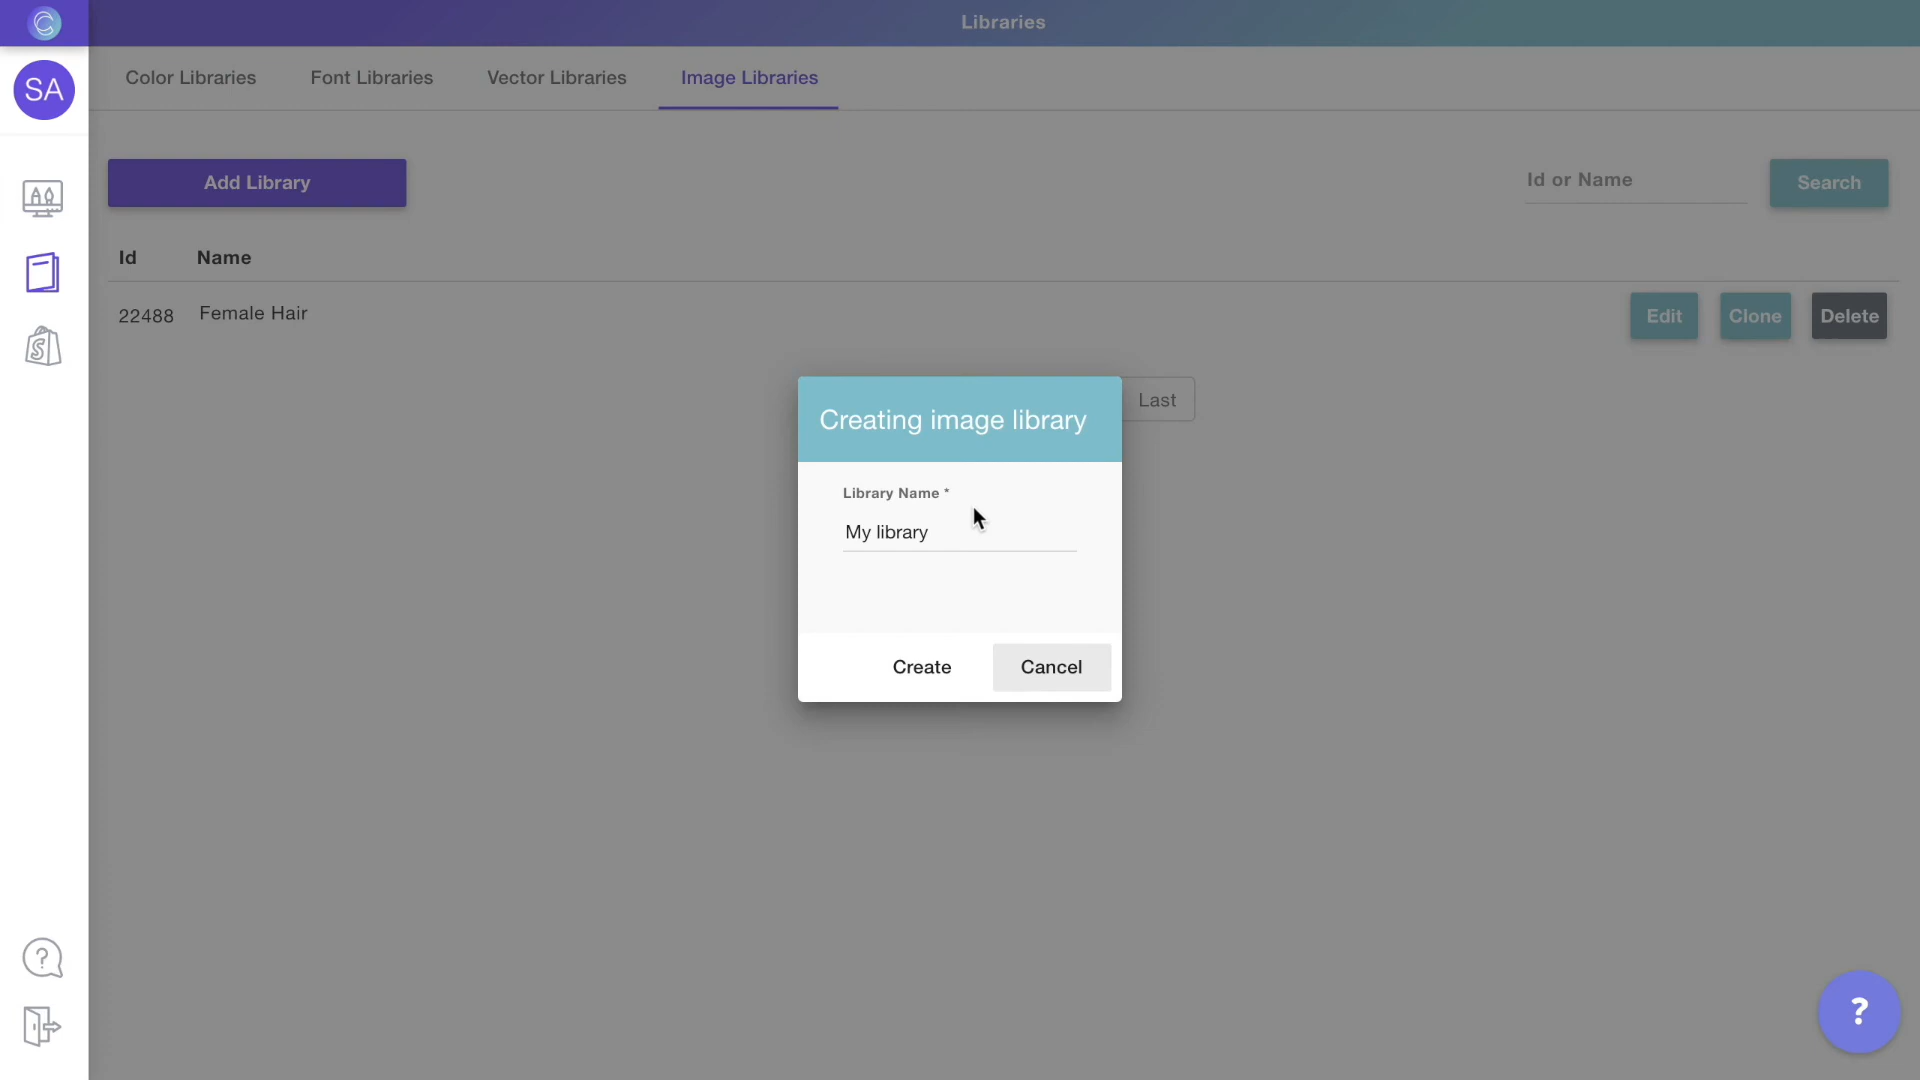 Libraries
SA
Color Libraries
Font Libraries
Vector Libraries
Image Libraries
Add Library
Id or Name
Search
Id
Name
22488
Female Hair
Edit
Clone
Delete
Last
Creating image library
Library Name *
My library
Create
Cancel
?
?